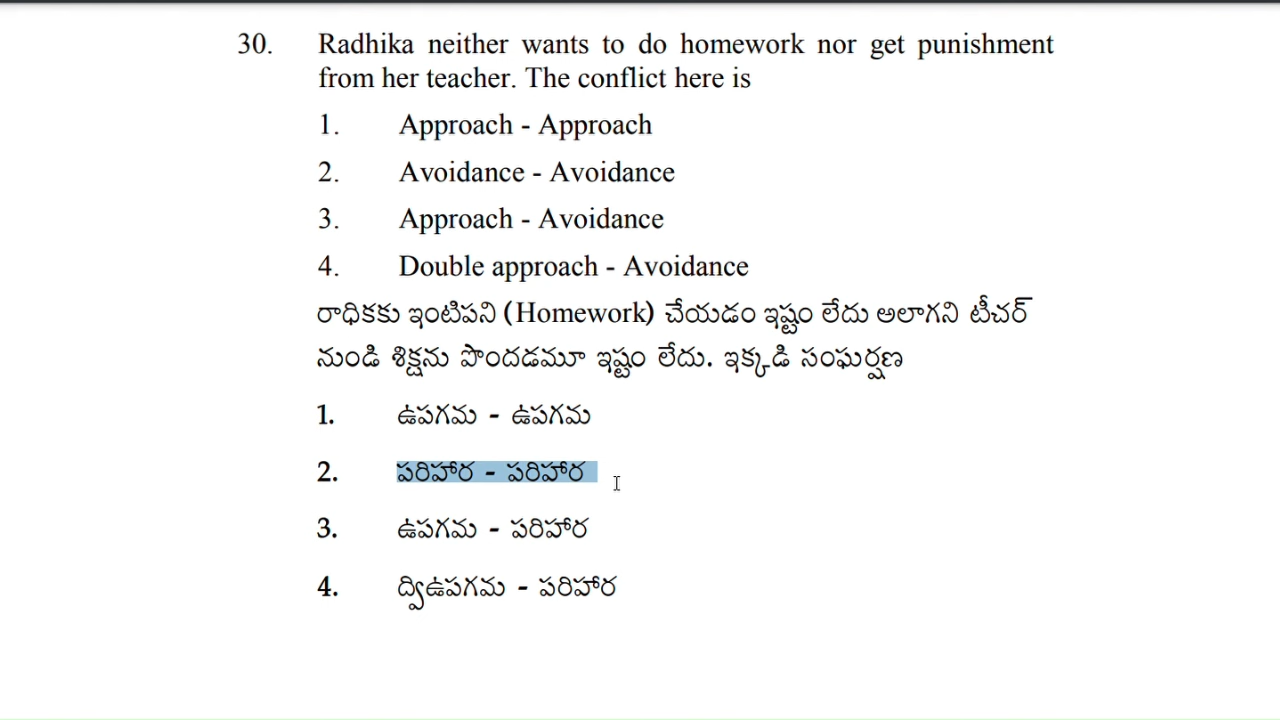 30. Radhika neither wants to do homework nor get punishment
from her teacher. The conflict here is
1. Approach - Approach
2. Avoidance - Avoidance
3. Approach - Avoidance
4. Double approach - Avoidance
రాధికకు ఇంటిపని (Homework) చేయడం ఇష్టం లేదు అలాగని టీచర్
నుండి శిక్షను పొందడమూ ఇష్టం లేదు. ఇక్కడి సంఘర్షణ
1. ఉపగమ - ఉపగమ
2. పరిహార - పరిహార
3. ఉపగమ - పరిహార
4. ద్విఉపగమ - పరిహార